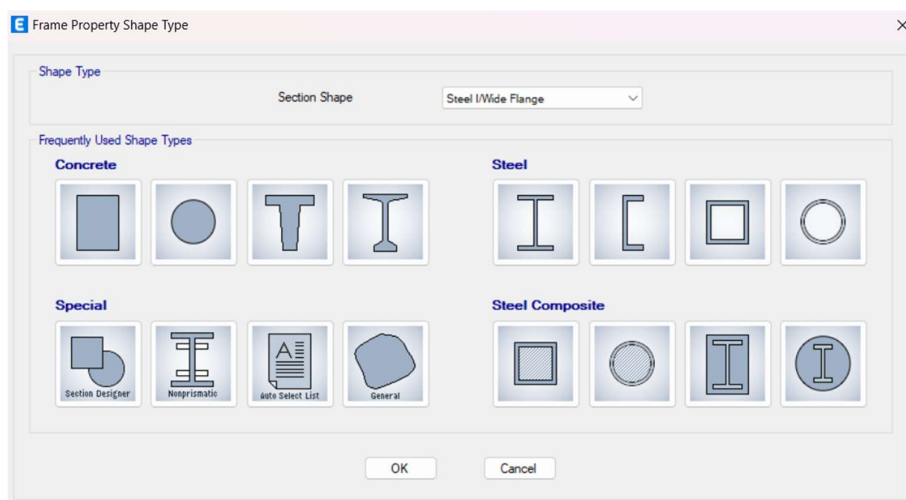 E Frame Property Shape Type
Shape Type
Section Shape Steel I/Wide Flange
Frequently Used Shape Types
Concrete
Steel
Special
Section Designer
Nonprismatic
A
Auto Select List
General
Steel Composite
OK
Cancel